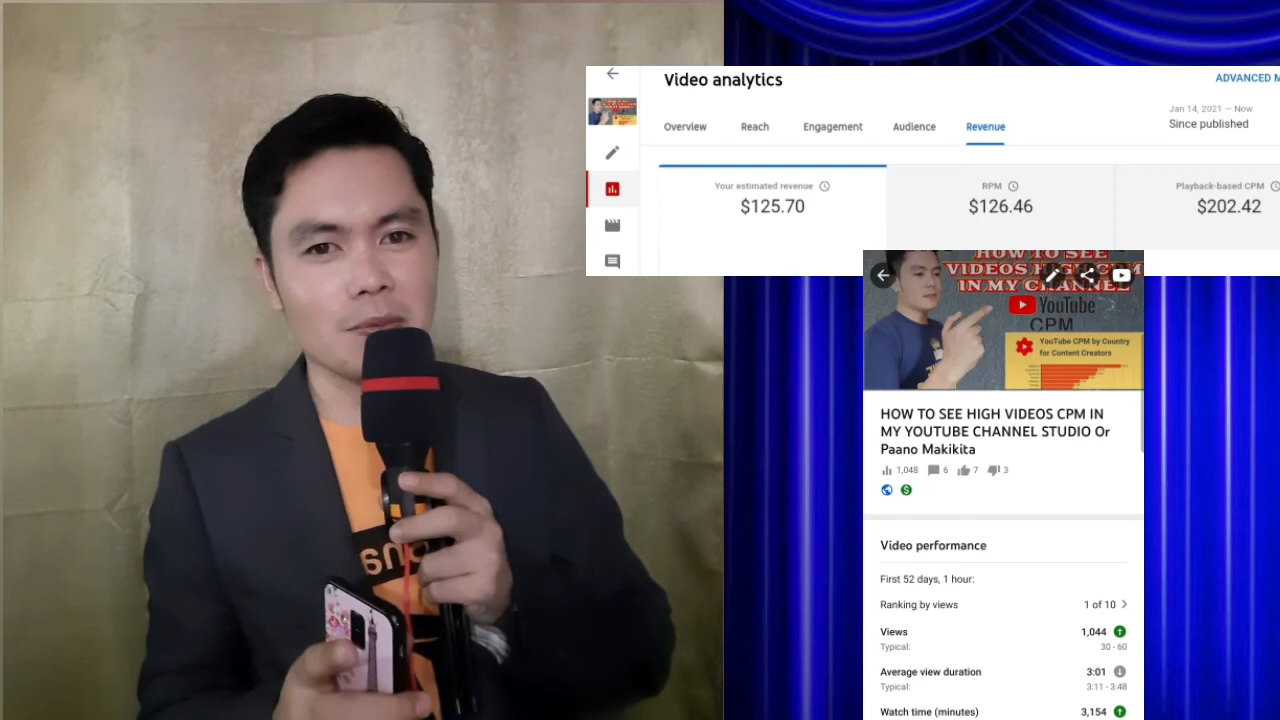 Video analytics
ADVANCED M
Jan 14, 2021 – Now
Since published
Overview
Reach
Engagement
Audience
Revenue
Your estimated revenue
$125.70
RPM
$126.46
Playback-based CPM
$202.42
HOW TO SEE
VIDEOS HIGH CPM
IN MY CHANNEL
YouTube
CPM
YouTube CPM by Country
for Content Creators
HOW TO SEE HIGH VIDEOS CPM IN
MY YOUTUBE CHANNEL STUDIO Or
Paano Makikita
1,048 6 7 3
Video performance
First 52 days, 1 hour:
Ranking by views 1 of 10
Views 1,044
Typical: 30 - 60
Average view duration 3:01
Typical: 3:11 - 3:48
Watch time (minutes) 3,154